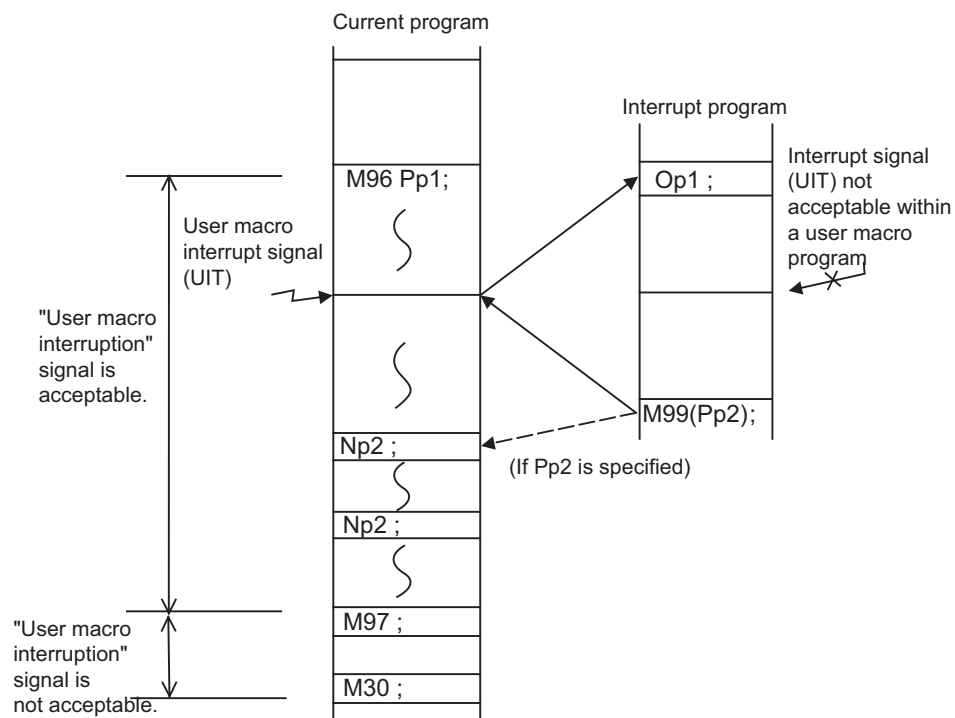 Current program
Interrupt program
M96 Pp1;
Op1 ;
Interrupt signal
(UIT) not
acceptable within
a user macro
program
User macro
interrupt signal
(UIT)
"User macro
interruption"
signal is
acceptable.
M99(Pp2);
Np2 ;
(If Pp2 is specified)
Np2 ;
M97 ;
"User macro
interruption"
signal is
not acceptable.
M30 ;